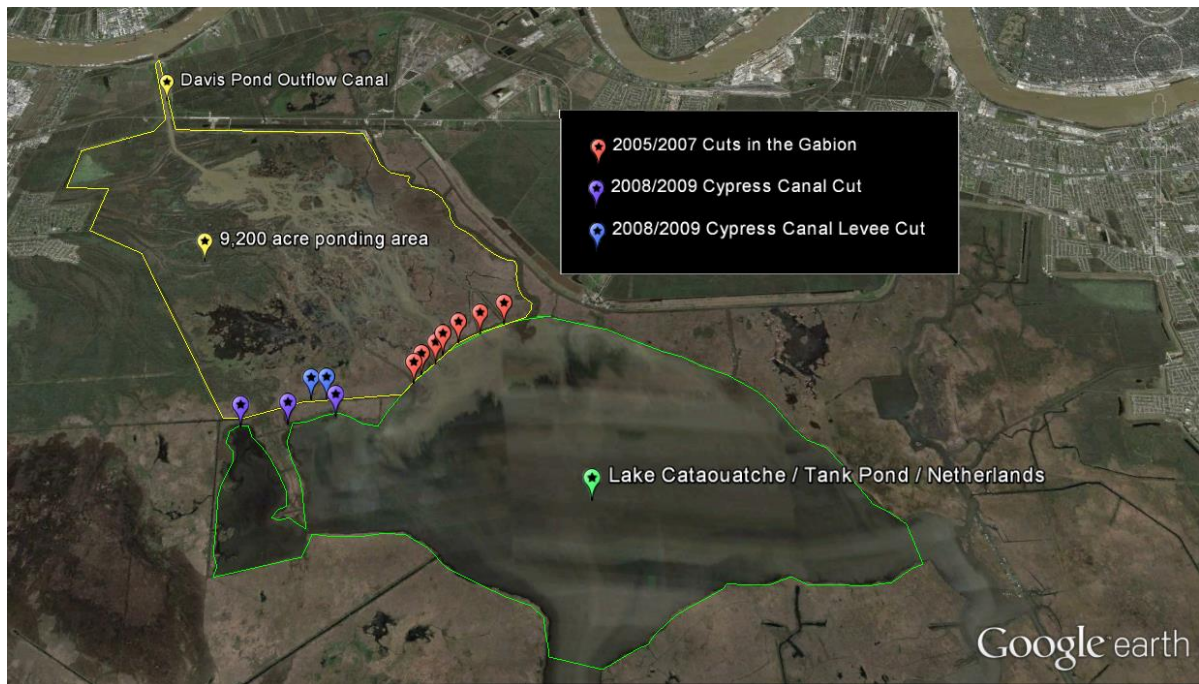 Davis Pond Outflow Canal
2005/2007 Cuts in the Gabion
2008/2009 Cypress Canal Cut
2008/2009 Cypress Canal Levee Cut
9,200 acre ponding area
Lake Cataouatche / Tank Pond / Netherlands
Google earth